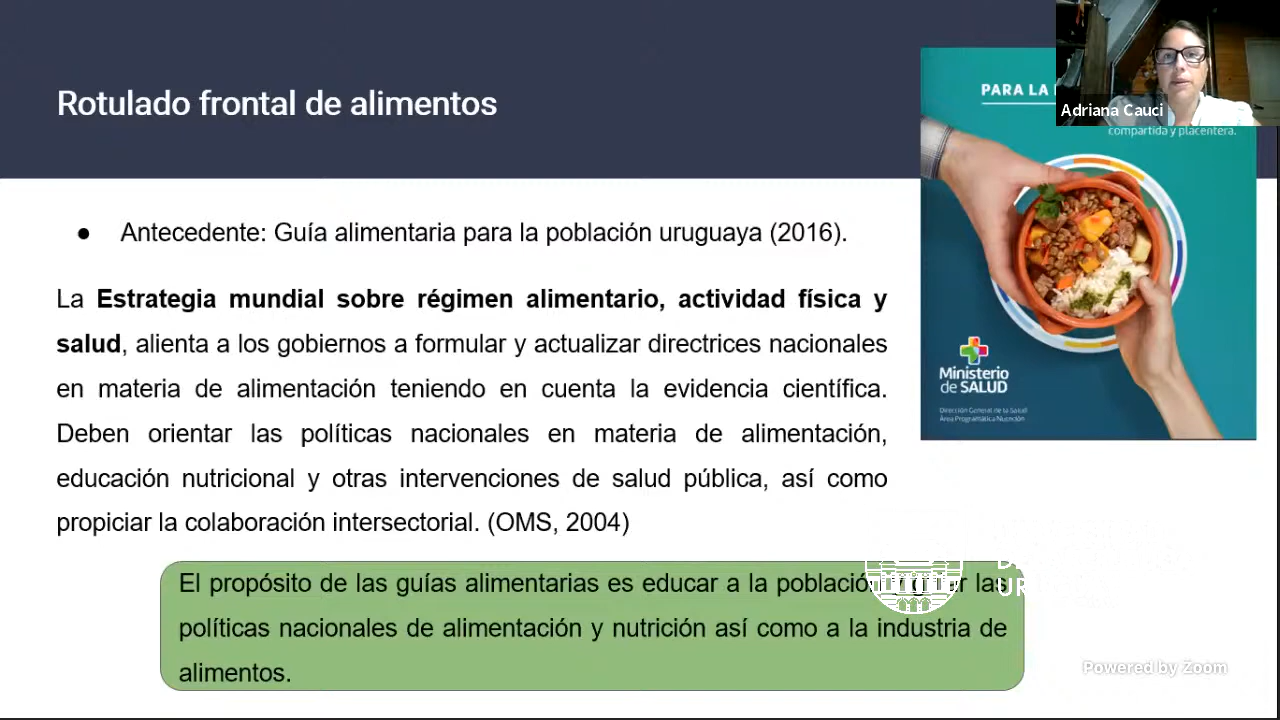 Rotulado frontal de alimentos
PARA LA
Adriana Cauci
compartida y placentera.
● Antecedente: Guía alimentaria para la población uruguaya (2016).
La Estrategia mundial sobre régimen alimentario, actividad física y
salud, alienta a los gobiernos a formular y actualizar directrices nacionales
en materia de alimentación teniendo en cuenta la evidencia científica.
Deben orientar las políticas nacionales en materia de alimentación,
educación nutricional y otras intervenciones de salud pública, así como
propiciar la colaboración intersectorial. (OMS, 2004)
Ministerio
de SALUD
Dirección General de la Salud
Área Programática Nutrición
El propósito de las guías alimentarias es educar a la población y guiar las
políticas nacionales de alimentación y nutrición así como a la industria de
alimentos.
Powered by Zoom